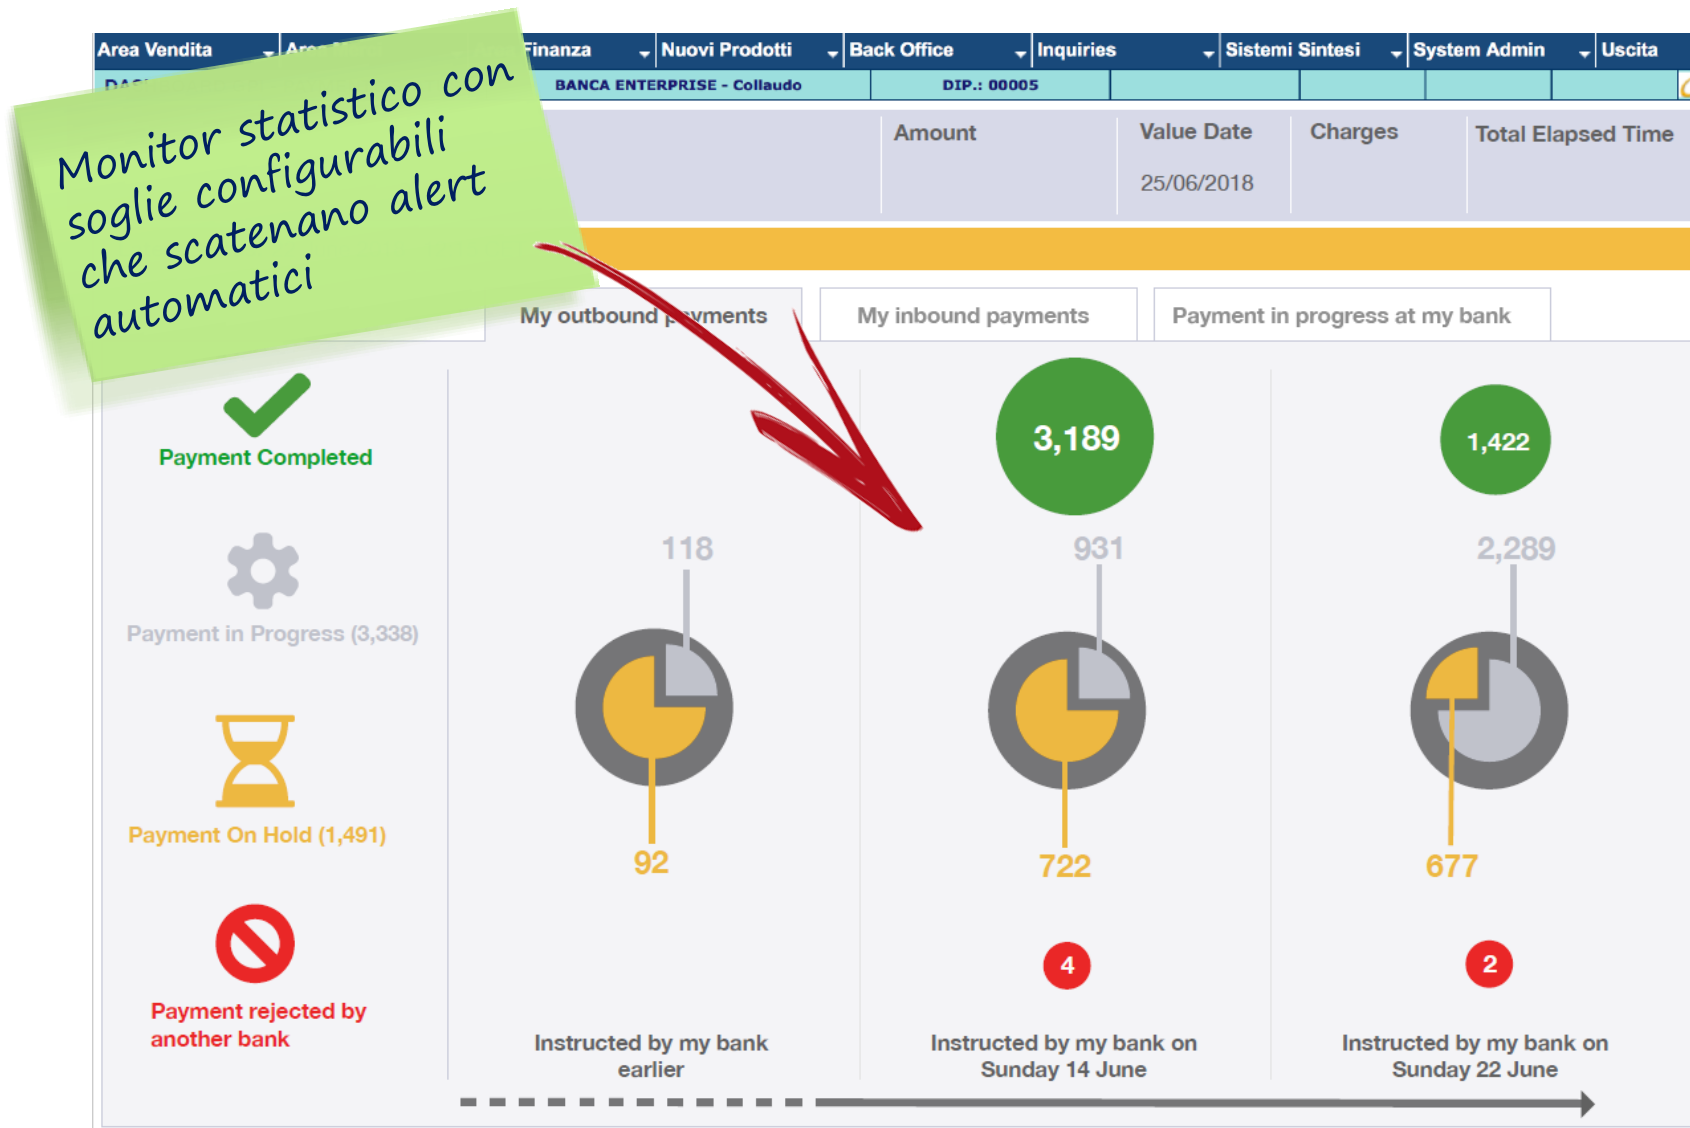 Area Vendita
Finanza
Nuovi Prodotti
Back Office
Inquiries
Sistemi Sintesi
System Admin
Uscita
BANCA ENTERPRISE - Collaudo
DIP.: 00005
Monitor statistico con
soglie configurabili
che scatenano alert
automatici
Amount
Value Date
Charges
Total Elapsed Time
25/06/2018
My outbound payments
My inbound payments
Payment in progress at my bank
Payment Completed
3,189
1,422
118
931
2,289
Payment in Progress (3,338)
Payment On Hold (1,491)
92
722
677
4
2
Payment rejected by
another bank
Instructed by my bank
earlier
Instructed by my bank on
Sunday 14 June
Instructed by my bank on
Sunday 22 June